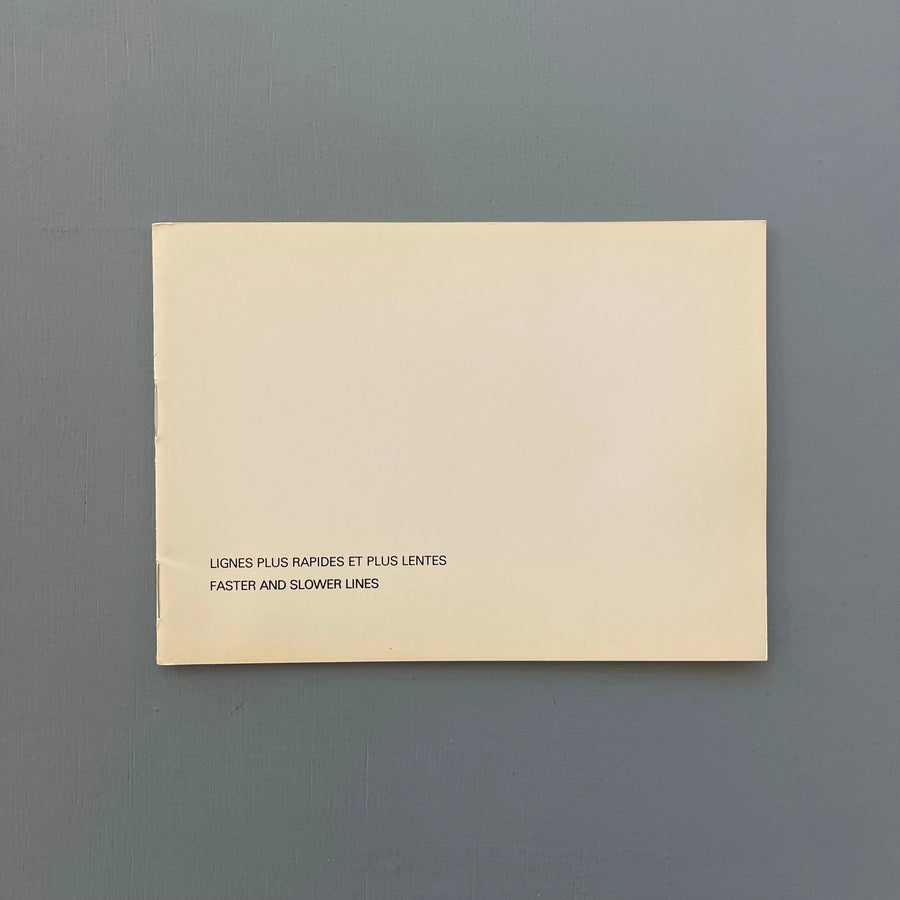 LIGNES PLUS RAPIDES ET PLUS LENTES
FASTER AND SLOWER LINES